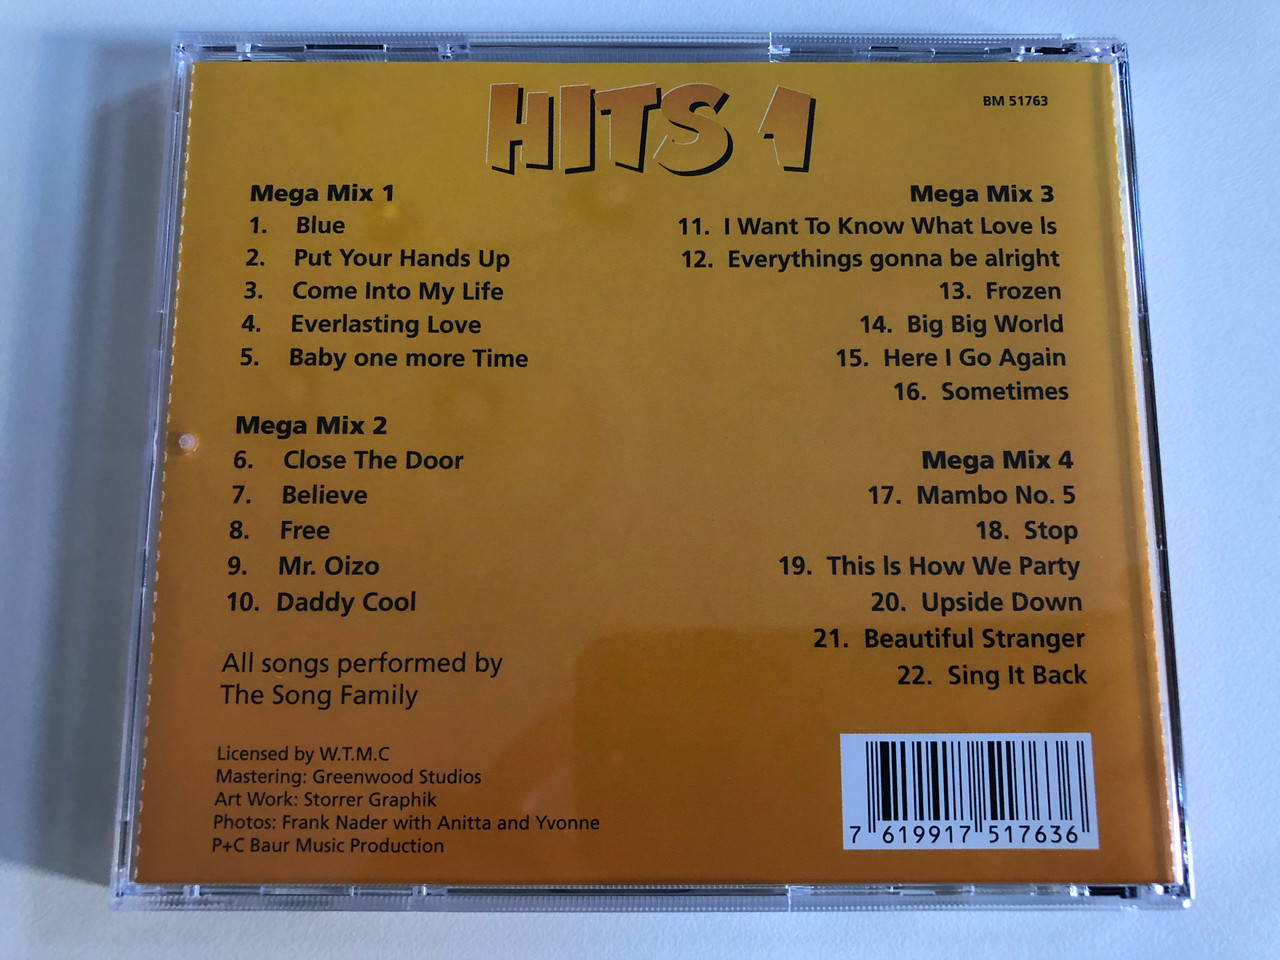 HITS 1
BM 51763
Mega Mix 1
1. Blue
2. Put Your Hands Up
3. Come Into My Life
4. Everlasting Love
5. Baby one more Time
Mega Mix 2
6. Close The Door
7. Believe
8. Free
9. Mr. Oizo
10. Daddy Cool
All songs performed by
The Song Family
Licensed by W.T.M.C
Mastering: Greenwood Studios
Art Work: Storrer Graphik
Photos: Frank Nader with Anitta and Yvonne
P+C Baur Music Production
Mega Mix 3
11. I Want To Know What Love Is
12. Everythings gonna be alright
13. Frozen
14. Big Big World
15. Here I Go Again
16. Sometimes
Mega Mix 4
17. Mambo No. 5
18. Stop
19. This Is How We Party
20. Upside Down
21. Beautiful Stranger
22. Sing It Back
7 619917 517636